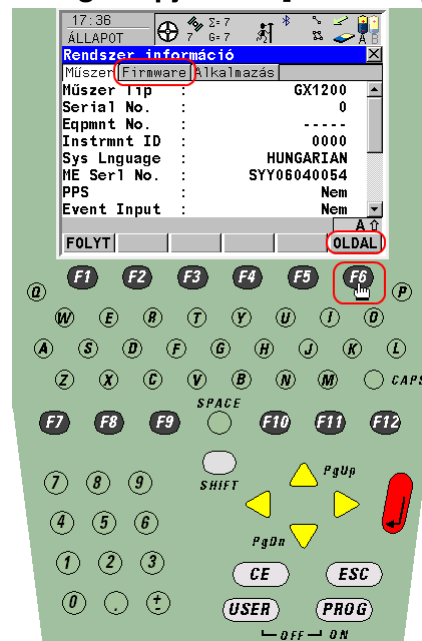 17:36
ÁLLAPOT
7
Σ= 7
G= 7
Rendszer információ X
Műszer Firmware Alkalmazás
Műszer Tip : GX1200
Serial No. : 0
Eqpmnt No. : -----
Instrmnt ID : 0000
Sys Lnguage : HUNGARIAN
ME Serl No. : SYY06040054
PPS : Nem
Event Input : Nem
A
FOLYT OLDAL
F1 F2 F3 F4 F5 F6
Q W E R T Y U I O P
A S D F G H J K L
Z X C V B N M CAPS
SPACE
F7 F8 F9 F10 F11 F12
7 8 9 SHIFT PgUp
4 5 6
PgDn
1 2 3 CE ESC
0 . ± USER PROG
OFF ON